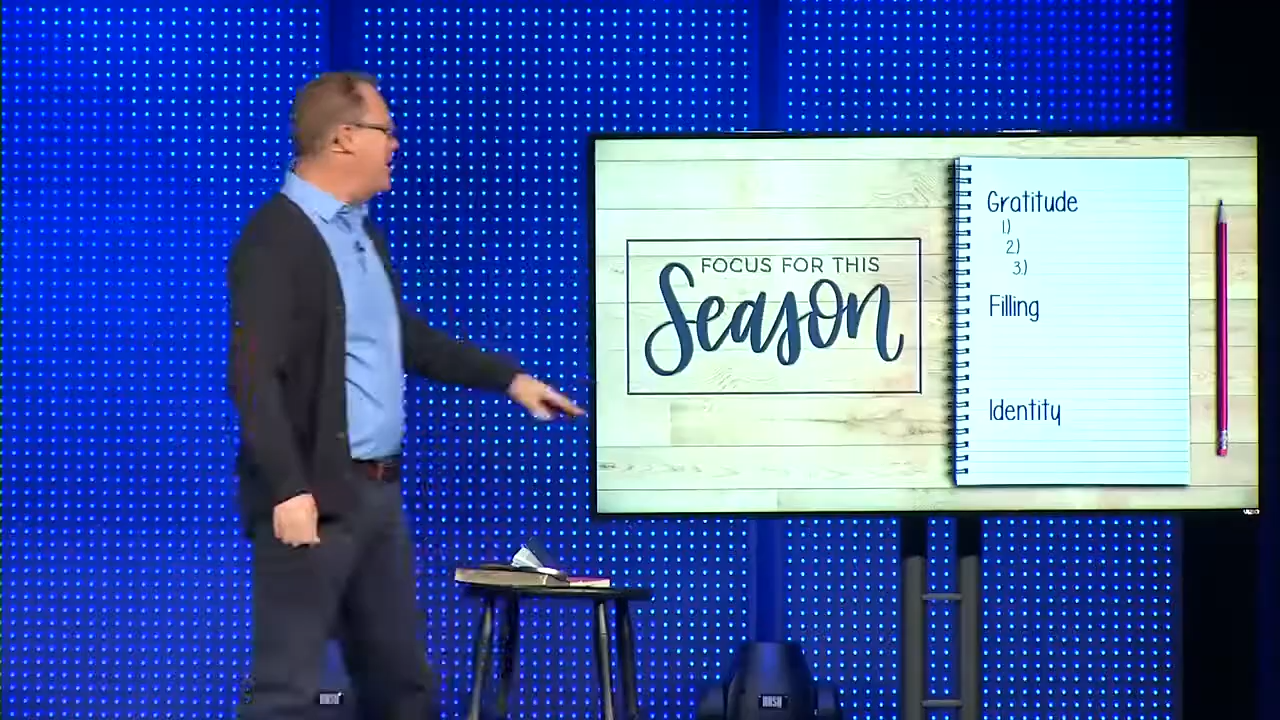 FOCUS FOR THIS
Season
Gratitude
1)
2)
3)
Filling
Identity